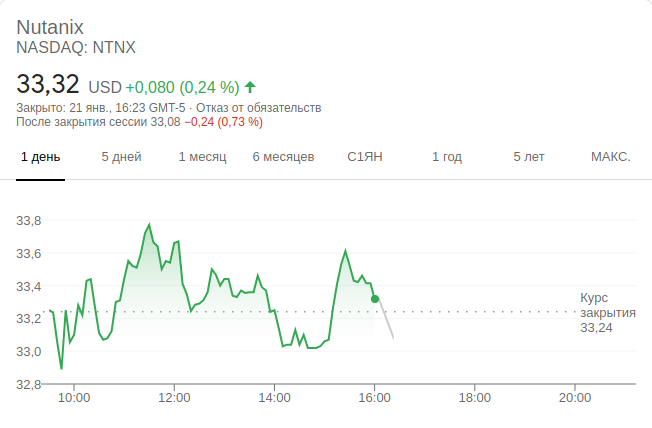 Nutanix
NASDAQ: NTNX
33,32 USD +0,080 (0,24 %)
Закрыто: 21 янв., 16:23 GMT-5 · Отказ от обязательств
После закрытия сессии 33,08 −0,24 (0,73 %)
1 день 5 дней 1 месяц 6 месяцев С1ЯН 1 год 5 лет МАКС.
33,8
33,6
33,4
33,2
33,0
32,8
Курс
закрытия
33,24
10:00 12:00 14:00 16:00 18:00 20:00